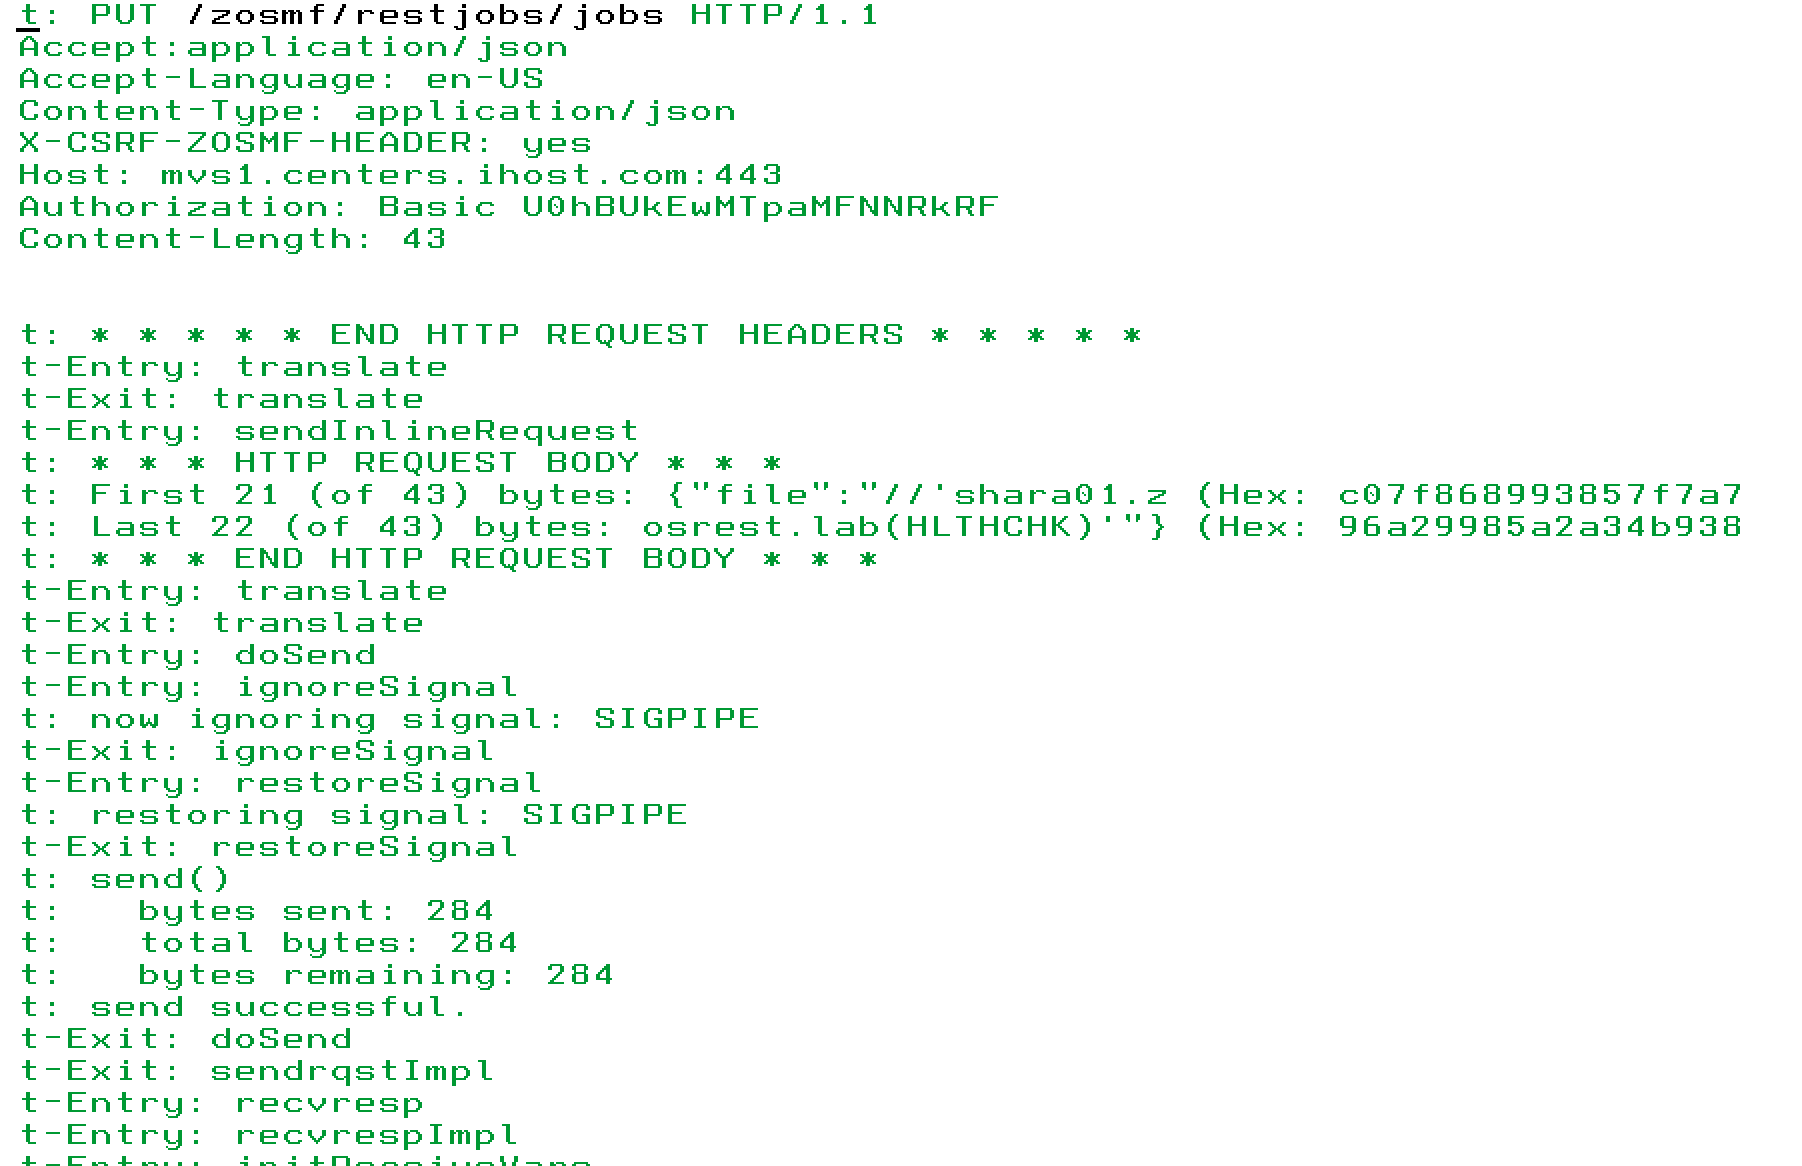 t: PUT /zosmf/restjobs/jobs HTTP/1.1
Accept:application/json
Accept-Language: en-US
Content-Type: application/json
X-CSRF-ZOSMF-HEADER: yes
Host: mvs1.centers.ihost.com:443
Authorization: Basic U0hBUkEwMTpaMFNNRkRF
Content-Length: 43
t: * * * * * END HTTP REQUEST HEADERS * * * * *
t-Entry: translate
t-Exit: translate
t-Entry: sendInlineRequest
t: * * * HTTP REQUEST BODY * * *
t: First 21 (of 43) bytes: {"file":"//'shara01.z (Hex: c07f868993857f7a7
t: Last 22 (of 43) bytes: osrest.lab(HLTHCHK)'"} (Hex: 96a29985a2a34b938
t: * * * END HTTP REQUEST BODY * * *
t-Entry: translate
t-Exit: translate
t-Entry: doSend
t-Entry: ignoreSignal
t: now ignoring signal: SIGPIPE
t-Exit: ignoreSignal
t-Entry: restoreSignal
t: restoring signal: SIGPIPE
t-Exit: restoreSignal
t: send()
t:   bytes sent: 284
t:   total bytes: 284
t:   bytes remaining: 284
t: send successful.
t-Exit: doSend
t-Exit: sendrqstImpl
t-Entry: recvresp
t-Entry: recvrespImpl
t-Entry: initReceiveVars